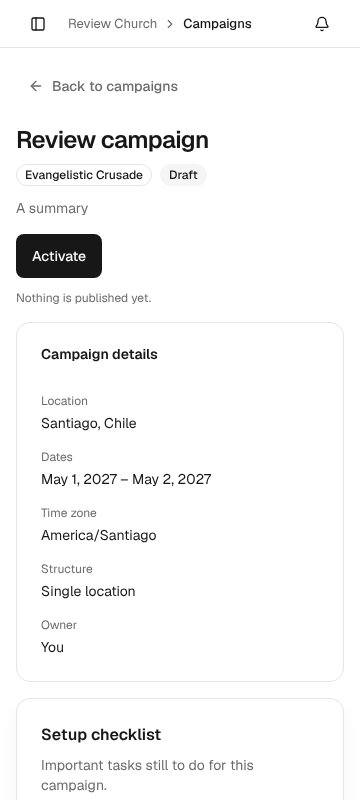 Review Church > Campaigns
Back to campaigns
Review campaign
Evangelistic Crusade Draft
A summary
Activate
Nothing is published yet.
Campaign details
Location
Santiago, Chile
Dates
May 1, 2027 – May 2, 2027
Time zone
America/Santiago
Structure
Single location
Owner
You
Setup checklist
Important tasks still to do for this
campaign.